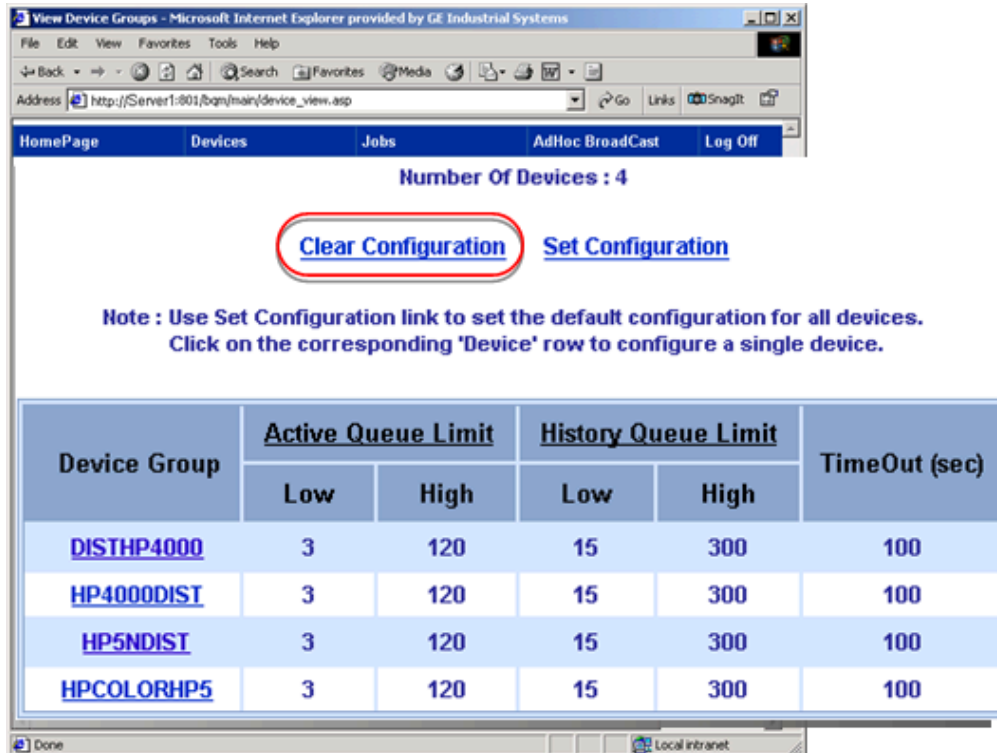 View Device Groups - Microsoft Internet Explorer provided by GE Industrial Systems
File Edit View Favorites Tools Help
Back Search Favorites Media
Address http://Server1:801/bqm/main/device_view.asp Go Links SnagIt
HomePage Devices Jobs AdHoc BroadCast Log Off
Number Of Devices : 4
Clear Configuration Set Configuration
Note : Use Set Configuration link to set the default configuration for all devices.
Click on the corresponding 'Device' row to configure a single device.
Device Group Active Queue Limit History Queue Limit TimeOut (sec)
Low High Low High
DISTHP4000 3 120 15 300 100
HP4000DIST 3 120 15 300 100
HP5NDIST 3 120 15 300 100
HPCOLORHP5 3 120 15 300 100
Done Local intranet